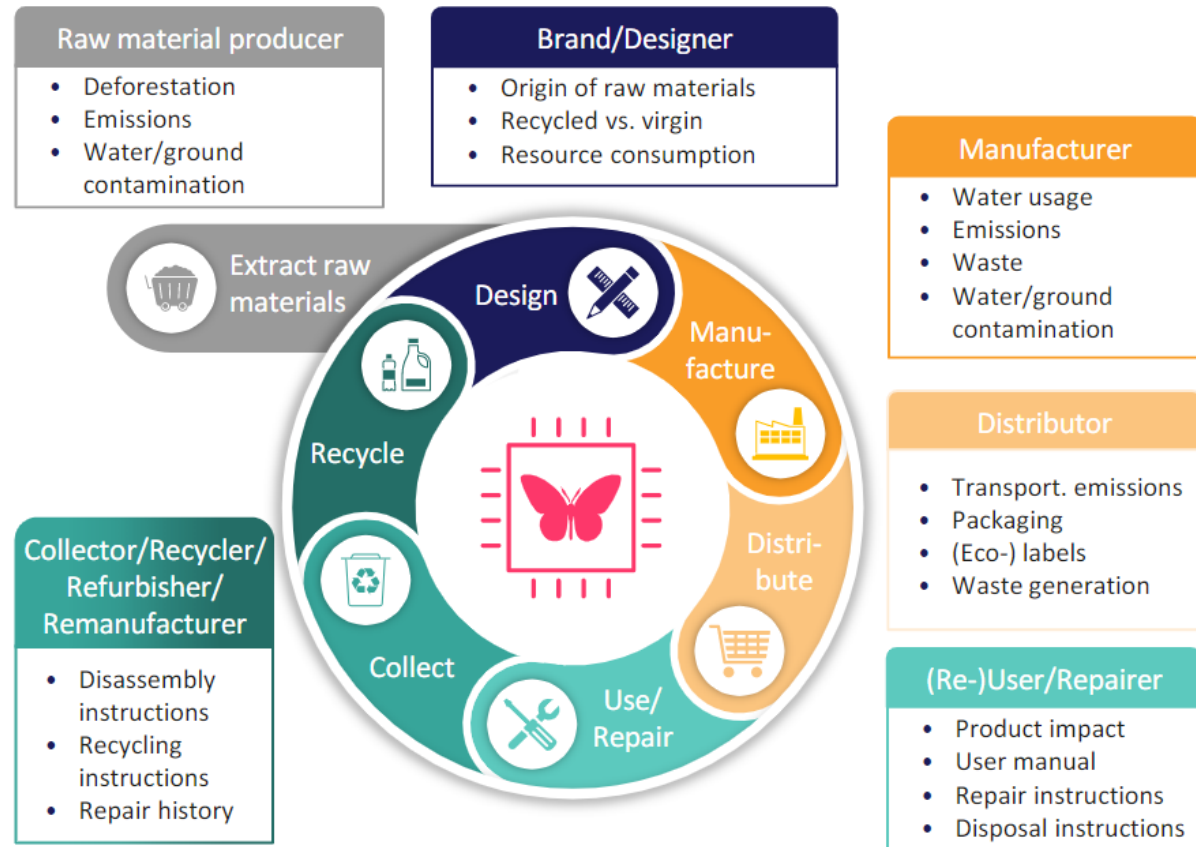 Raw material producer
• Deforestation
• Emissions
• Water/ground
contamination
Brand/Designer
• Origin of raw materials
• Recycled vs. virgin
• Resource consumption
Manufacturer
• Water usage
• Emissions
• Waste
• Water/ground
contamination
Extract raw
materials
Design
Manu-
facture
Distri-
bute
Use/
Repair
Collect
Recycle
Distributor
• Transport. emissions
• Packaging
• (Eco-) labels
• Waste generation
Collector/Recycler/
Refurbisher/
Remanufacturer
• Disassembly
instructions
• Recycling
instructions
• Repair history
(Re-)User/Repairer
• Product impact
• User manual
• Repair instructions
• Disposal instructions